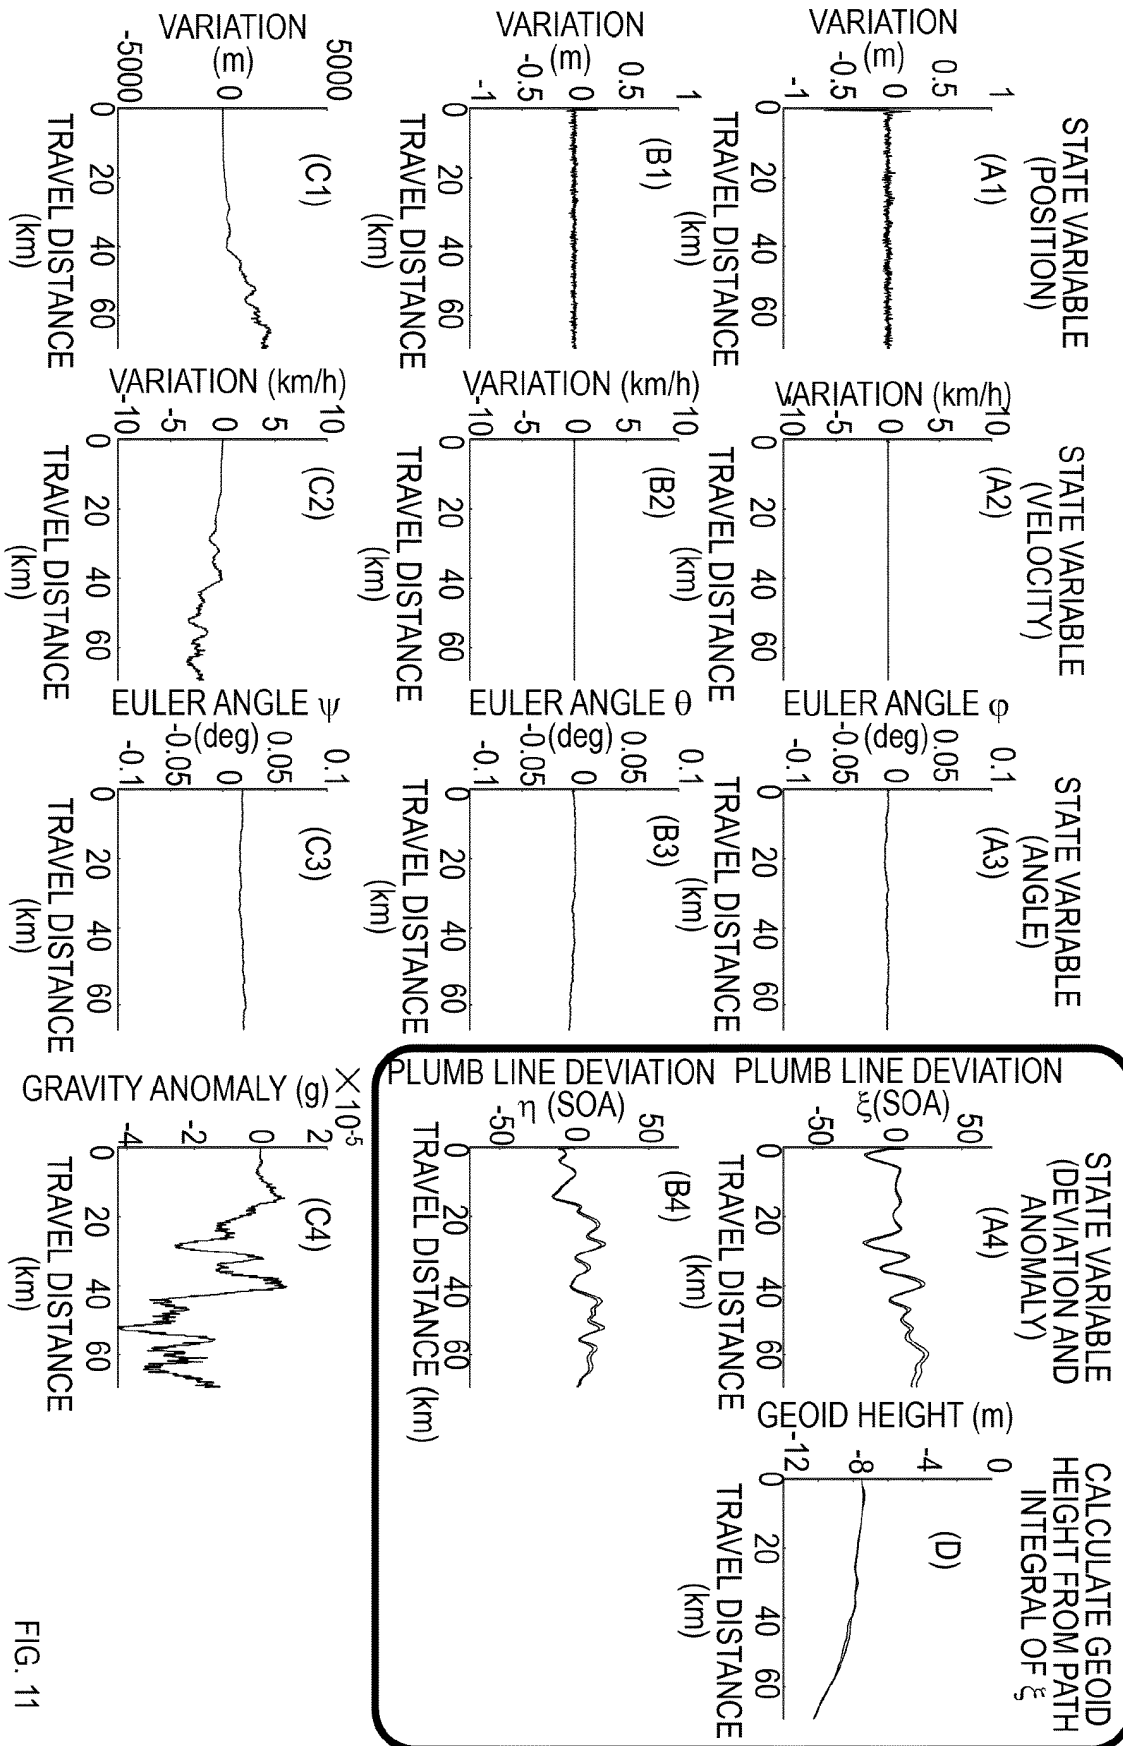 STATE VARIABLE
(POSITION)
(A1)
VARIATION
(m)
1
0.5
0
-0.5
-1
0
20
40
60
TRAVEL DISTANCE
(km)
STATE VARIABLE
(VELOCITY)
(A2)
VARIATION (km/h)
10
5
0
-5
-10
0
20
40
60
TRAVEL DISTANCE
(km)
STATE VARIABLE
(ANGLE)
(A3)
EULER ANGLE φ
(deg)
0.1
0.05
0
-0.05
-0.1
0
20
40
60
TRAVEL DISTANCE
(km)
STATE VARIABLE
(DEVIATION AND
ANOMALY)
(A4)
PLUMB LINE DEVIATION
ξ(SOA)
50
0
-50
0
20
40
60
TRAVEL DISTANCE
(km)
CALCULATE GEOID
HEIGHT FROM PATH
INTEGRAL OF ξ
(D)
GEOID HEIGHT (m)
0
-4
-8
-12
0
20
40
60
TRAVEL DISTANCE
(km)
(B1)
VARIATION
(m)
1
0.5
0
-0.5
-1
0
20
40
60
TRAVEL DISTANCE
(km)
(B2)
VARIATION (km/h)
10
5
0
-5
-10
0
20
40
60
TRAVEL DISTANCE
(km)
(B3)
EULER ANGLE θ
(deg)
0.1
0.05
0
-0.05
-0.1
0
20
40
60
TRAVEL DISTANCE
(km)
(B4)
PLUMB LINE DEVIATION
η (SOA)
50
0
-50
0
20
40
60
TRAVEL DISTANCE (km)
(C1)
VARIATION
(m)
5000
0
-5000
0
20
40
60
TRAVEL DISTANCE
(km)
(C2)
VARIATION (km/h)
10
5
0
-5
-10
0
20
40
60
TRAVEL DISTANCE
(km)
(C3)
EULER ANGLE ψ
(deg)
0.1
0.05
0
-0.05
-0.1
0
20
40
60
TRAVEL DISTANCE
(km)
(C4)
GRAVITY ANOMALY (g)
×10-5
2
0
-2
-4
0
20
40
60
TRAVEL DISTANCE
(km)
FIG. 11